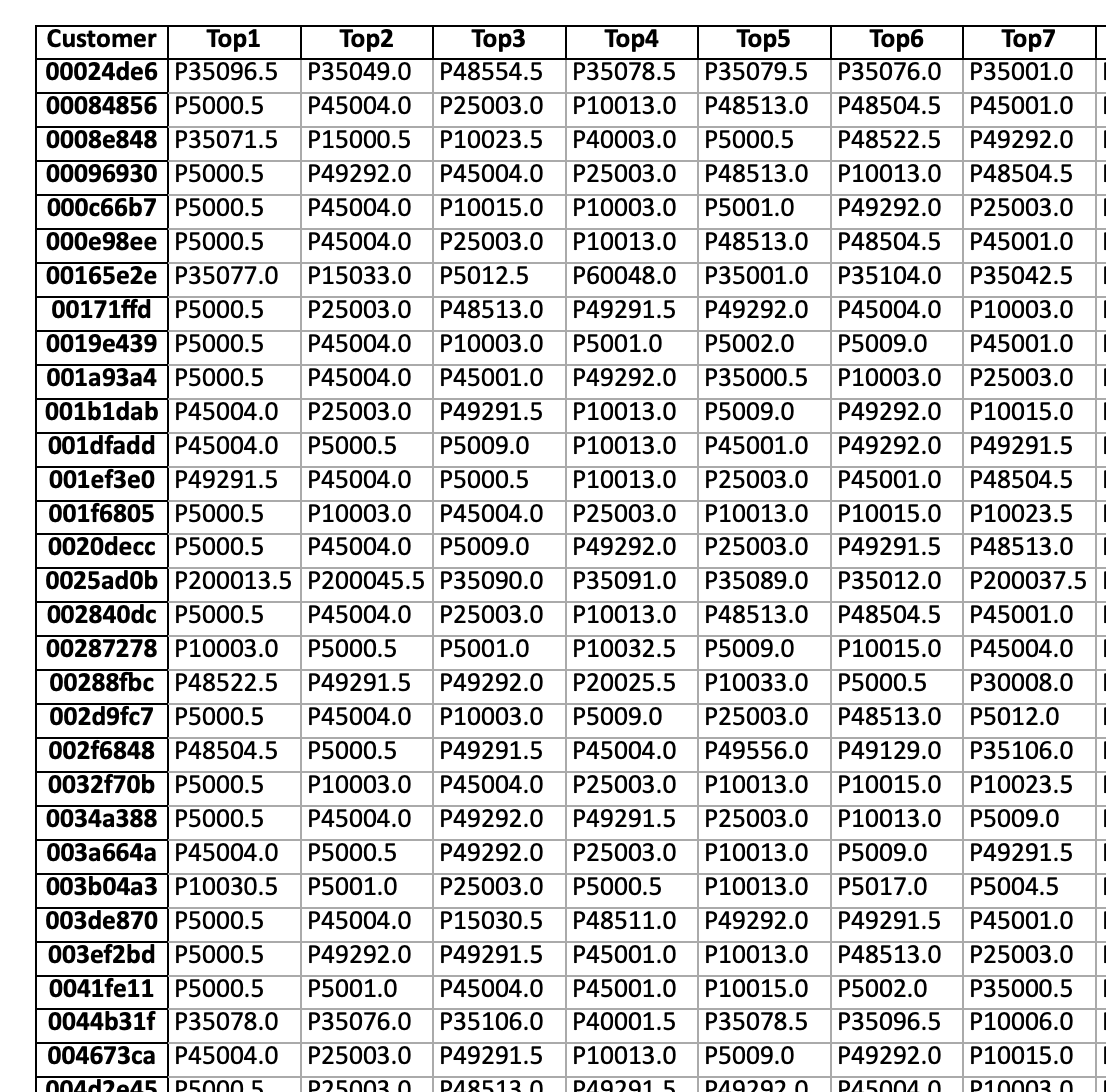 Customer Top1 Top2 Top3 Top4 Top5 Top6 Top7
00024de6 P35096.5 P35049.0 P48554.5 P35078.5 P35079.5 P35076.0 P35001.0
00084856 P5000.5 P45004.0 P25003.0 P10013.0 P48513.0 P48504.5 P45001.0
0008e848 P35071.5 P15000.5 P10023.5 P40003.0 P5000.5 P48522.5 P49292.0
00096930 P5000.5 P49292.0 P45004.0 P25003.0 P48513.0 P10013.0 P48504.5
000c66b7 P5000.5 P45004.0 P10015.0 P10003.0 P5001.0 P49292.0 P25003.0
000e98ee P5000.5 P45004.0 P25003.0 P10013.0 P48513.0 P48504.5 P45001.0
00165e2e P35077.0 P15033.0 P5012.5 P60048.0 P35001.0 P35104.0 P35042.5
00171ffd P5000.5 P25003.0 P48513.0 P49291.5 P49292.0 P45004.0 P10003.0
0019e439 P5000.5 P45004.0 P10003.0 P5001.0 P5002.0 P5009.0 P45001.0
001a93a4 P5000.5 P45004.0 P45001.0 P49292.0 P35000.5 P10003.0 P25003.0
001b1dab P45004.0 P25003.0 P49291.5 P10013.0 P5009.0 P49292.0 P10015.0
001dfadd P45004.0 P5000.5 P5009.0 P10013.0 P45001.0 P49292.0 P49291.5
001ef3e0 P49291.5 P45004.0 P5000.5 P10013.0 P25003.0 P45001.0 P48504.5
001f6805 P5000.5 P10003.0 P45004.0 P25003.0 P10013.0 P10015.0 P10023.5
0020decc P5000.5 P45004.0 P5009.0 P49292.0 P25003.0 P49291.5 P48513.0
0025ad0b P200013.5 P200045.5 P35090.0 P35091.0 P35089.0 P35012.0 P200037.5
002840dc P5000.5 P45004.0 P25003.0 P10013.0 P48513.0 P48504.5 P45001.0
00287278 P10003.0 P5000.5 P5001.0 P10032.5 P5009.0 P10015.0 P45004.0
00288fbc P48522.5 P49291.5 P49292.0 P20025.5 P10033.0 P5000.5 P30008.0
002d9fc7 P5000.5 P45004.0 P10003.0 P5009.0 P25003.0 P48513.0 P5012.0
002f6848 P48504.5 P5000.5 P49291.5 P45004.0 P49556.0 P49129.0 P35106.0
0032f70b P5000.5 P10003.0 P45004.0 P25003.0 P10013.0 P10015.0 P10023.5
0034a388 P5000.5 P45004.0 P49292.0 P49291.5 P25003.0 P10013.0 P5009.0
003a664a P45004.0 P5000.5 P49292.0 P25003.0 P10013.0 P5009.0 P49291.5
003b04a3 P10030.5 P5001.0 P25003.0 P5000.5 P10013.0 P5017.0 P5004.5
003de870 P5000.5 P45004.0 P15030.5 P48511.0 P49292.0 P49291.5 P45001.0
003ef2bd P5000.5 P49292.0 P49291.5 P45001.0 P10013.0 P48513.0 P25003.0
0041fe11 P5000.5 P5001.0 P45004.0 P45001.0 P10015.0 P5002.0 P35000.5
0044b31f P35078.0 P35076.0 P35106.0 P40001.5 P35078.5 P35096.5 P10006.0
004673ca P45004.0 P25003.0 P49291.5 P10013.0 P5009.0 P49292.0 P10015.0
004d2e45 P5000.5 P25003.0 P48513.0 P49291.5 P49292.0 P45004.0 P10003.0